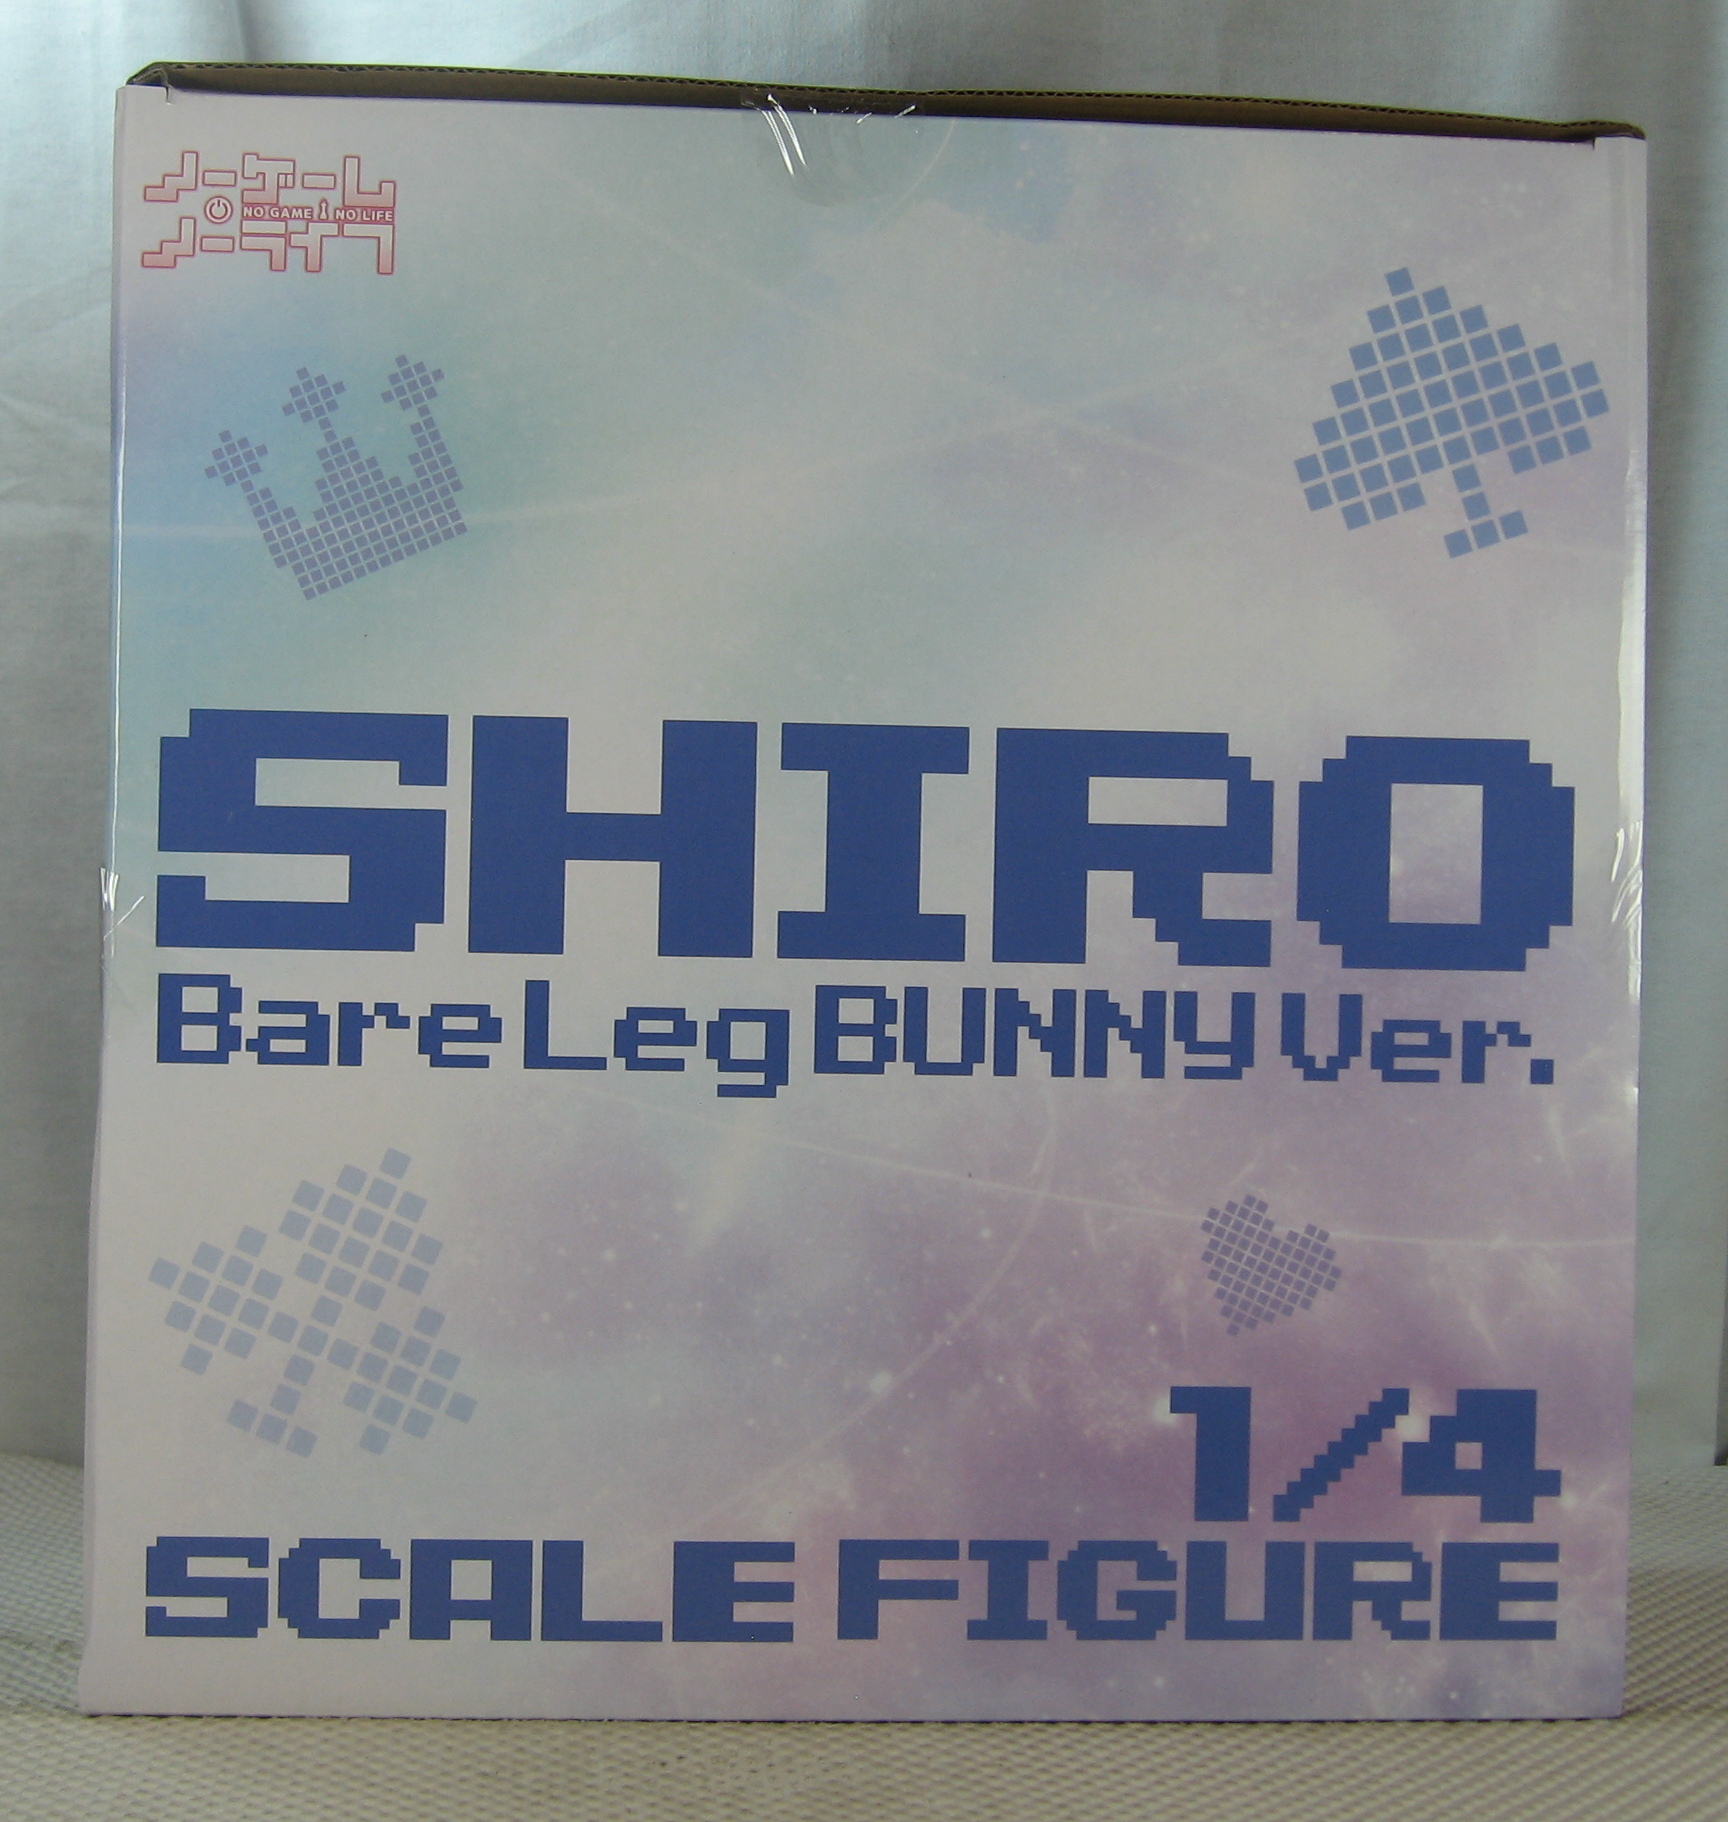 ノーゲーム
NO GAME NO LIFE
ノーライフ
SHIRO
Bare Leg BUNNY Ver.
1/4
SCALE FIGURE